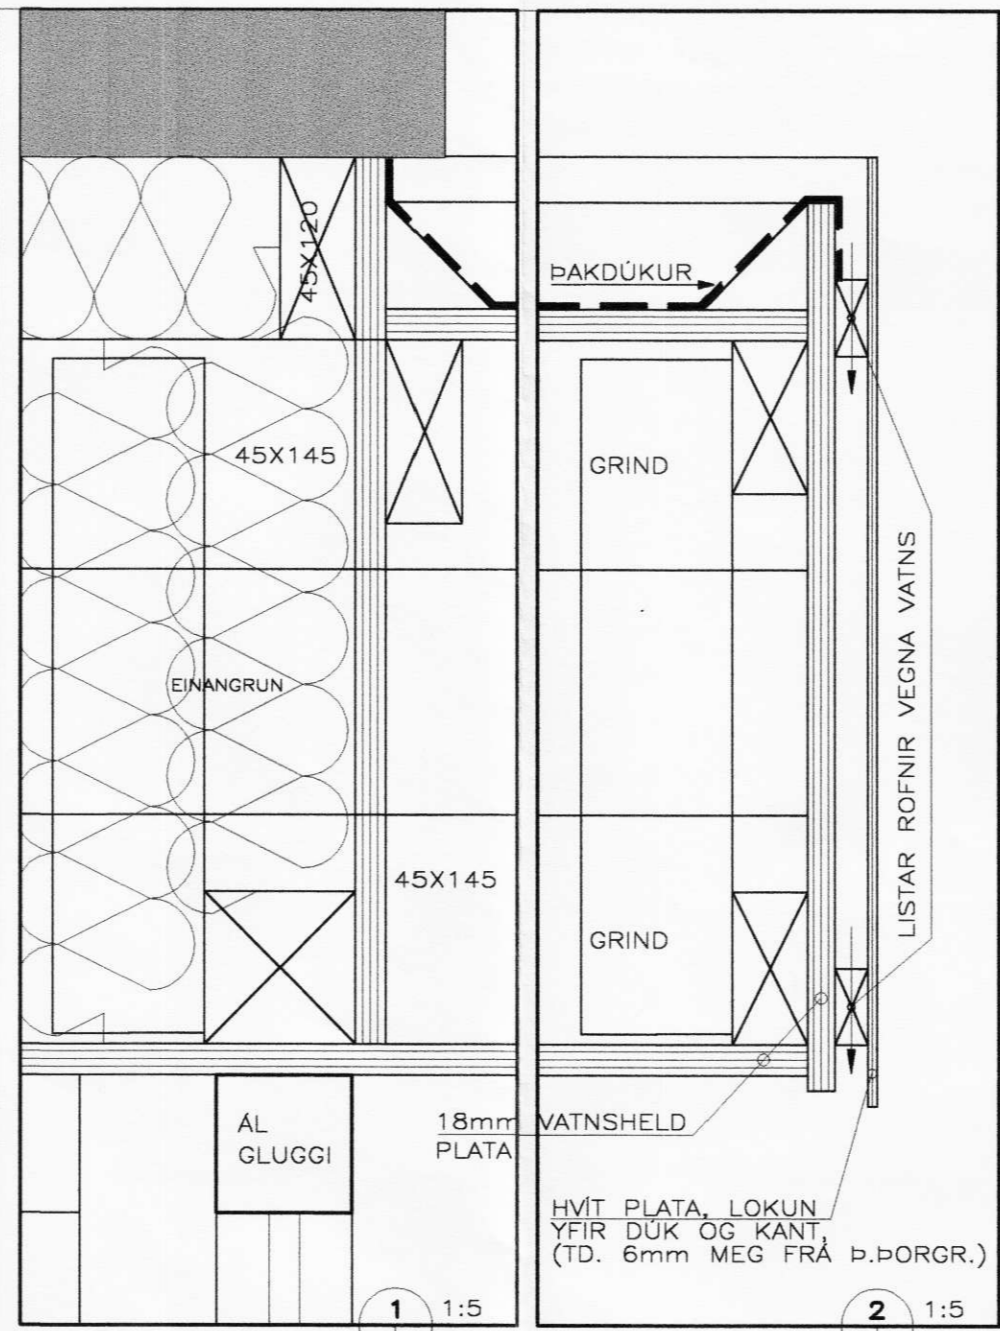 45X120
45X145
EINANGRUN
45X145
ÁL
GLUGGI
1
1:5
ÞAKDÚKUR
GRIND
GRIND
LISTAR ROFNIR VEGNA VATNS
18mm VATNSHELD
PLATA
HVÍT PLATA, LOKUN
YFIR DÚK OG KANT,
(TD. 6mm MEG FRÁ Þ.ÞORGR.)
2
1:5